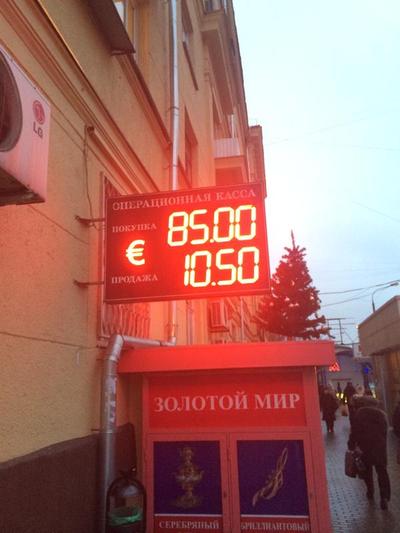 LG
ОПЕРАЦИОННАЯ КАССА
ПОКУПКА
85.00
€
10.50
ПРОДАЖА
ЗОЛОТОЙ МИР
СЕРЕБРЯНЫЙ
БРИЛЛИАНТОВЫЙ